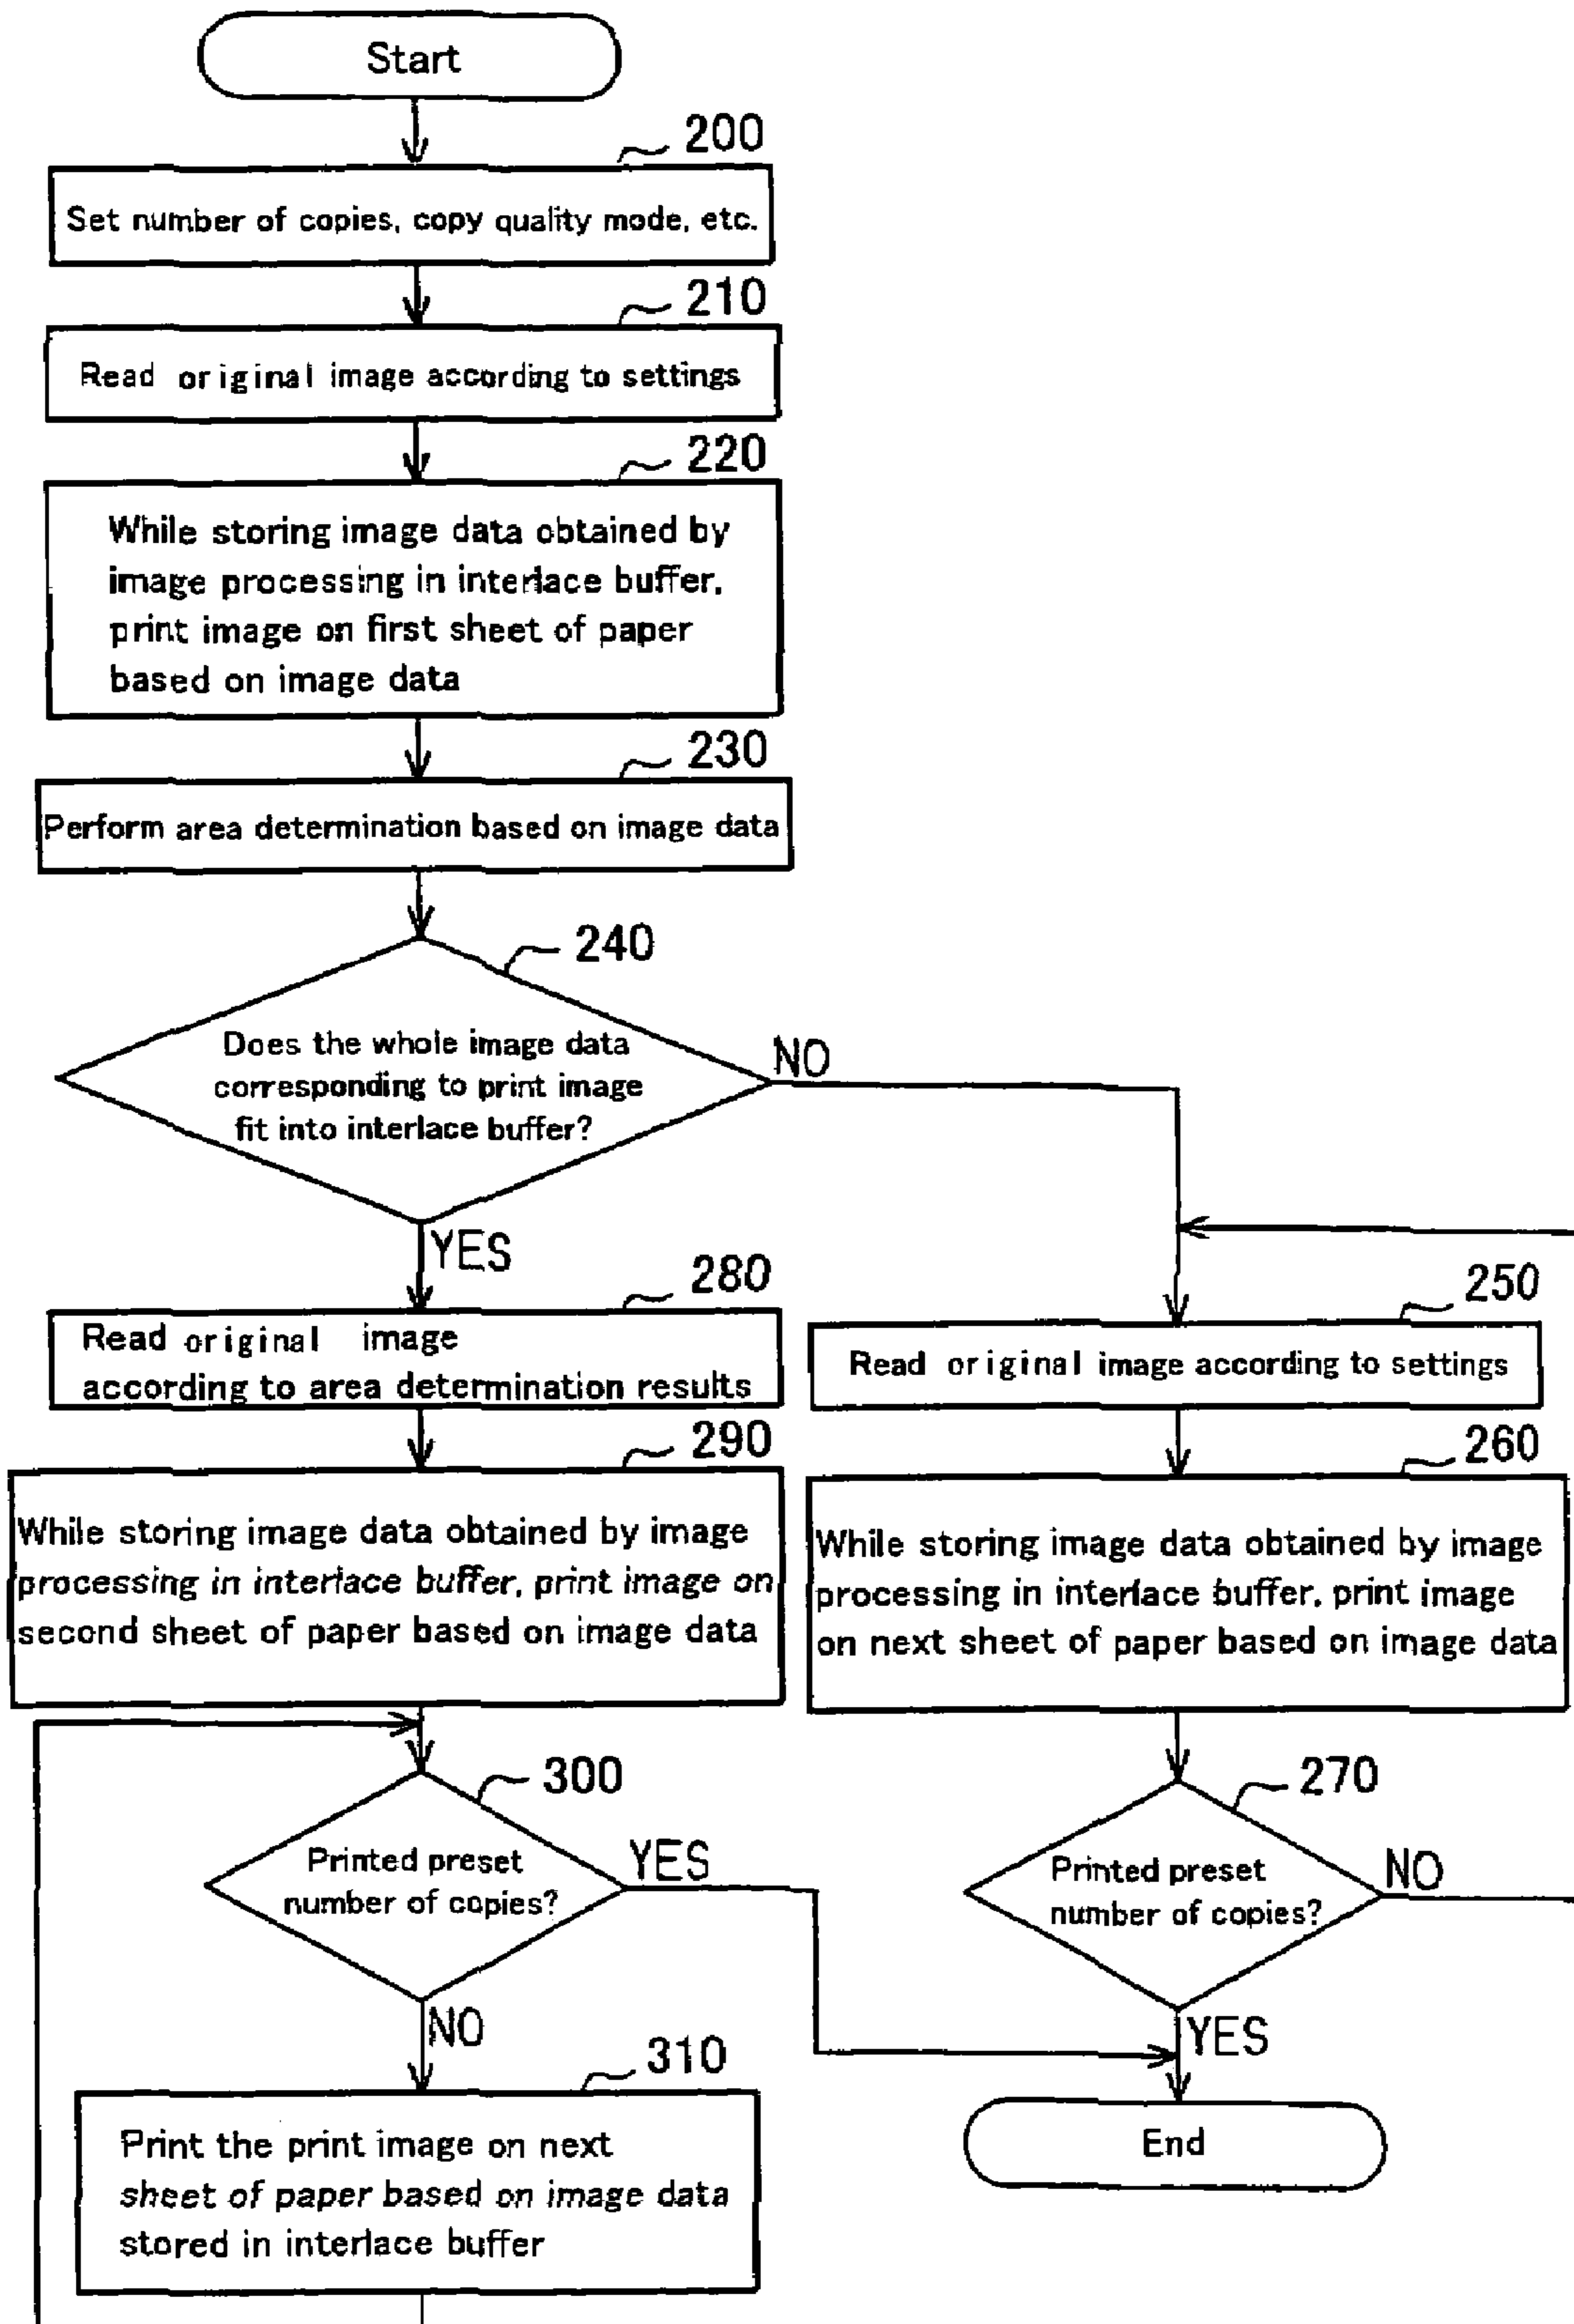 Start
200
Set number of copies, copy quality mode, etc.
210
Read original image according to settings
220
While storing image data obtained by
image processing in interlace buffer,
print image on first sheet of paper
based on image data
230
Perform area determination based on image data
240
Does the whole image data
corresponding to print image
fit into interlace buffer?
NO
YES
280
Read original image
according to area determination results
250
Read original image according to settings
290
While storing image data obtained by image
processing in interlace buffer, print image on
second sheet of paper based on image data
260
While storing image data obtained by image
processing in interlace buffer, print image
on next sheet of paper based on image data
300
Printed preset
number of copies?
YES
NO
270
Printed preset
number of copies?
NO
YES
310
Print the print image on next
sheet of paper based on image data
stored in interlace buffer
End